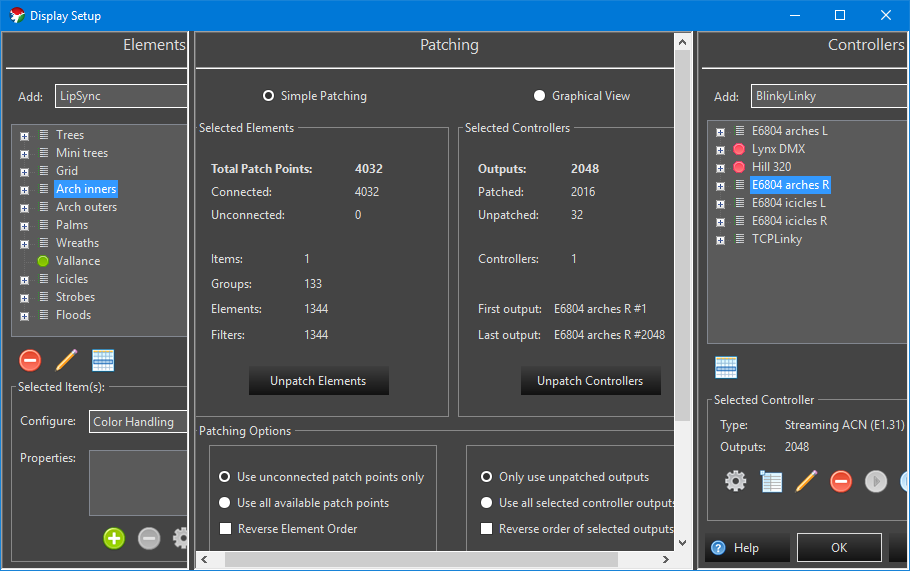 Display Setup
Elements
Add: LipSync
Trees
Mini trees
Grid
Arch inners
Arch outers
Palms
Wreaths
Vallance
Icicles
Strobes
Floods
Selected Item(s):
Configure: Color Handling
Properties:
Patching
Simple Patching Graphical View
Selected Elements
Total Patch Points: 4032
Connected: 4032
Unconnected: 0
Items: 1
Groups: 133
Elements: 1344
Filters: 1344
Unpatch Elements
Selected Controllers
Outputs: 2048
Patched: 2016
Unpatched: 32
Controllers: 1
First output: E6804 arches R #1
Last output: E6804 arches R #2048
Unpatch Controllers
Patching Options
Use unconnected patch points only
Use all available patch points
Reverse Element Order
Only use unpatched outputs
Use all selected controller outputs
Reverse order of selected outputs
Controllers
Add: BlinkyLinky
E6804 arches L
Lynx DMX
Hill 320
E6804 arches R
E6804 icicles L
E6804 icicles R
TCPLinky
Selected Controller
Type: Streaming ACN (E1.31)
Outputs: 2048
? Help OK